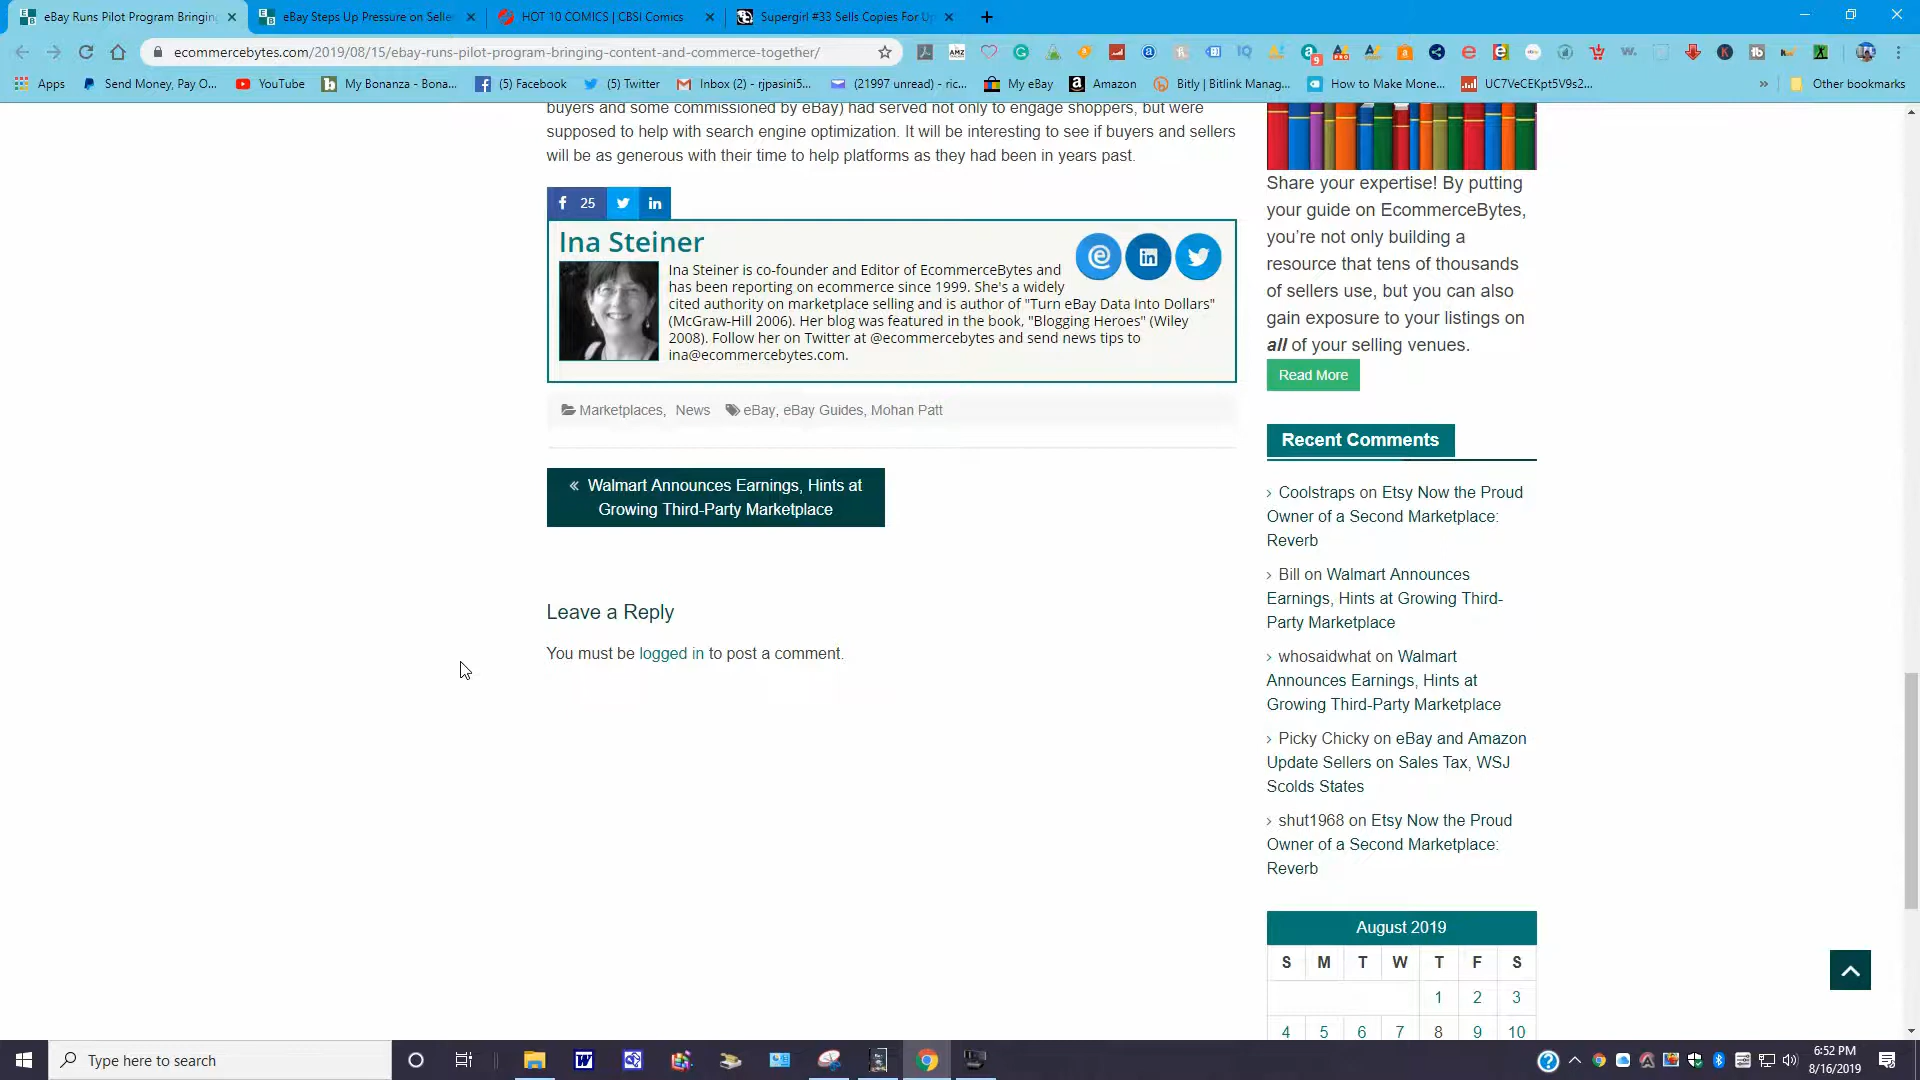 eBay Runs Pilot Program Bringing
eBay Steps Up Pressure on Selle
HOT 10 COMICS | CBSI Comics
Supergirl #33 Sells Copies For Up
ecommercebytes.com/2019/08/15/ebay-runs-pilot-program-bringing-content-and-commerce-together/
Apps
Send Money, Pay O...
YouTube
My Bonanza - Bona...
(5) Facebook
(5) Twitter
Inbox (2) - rjpasini5...
(21997 unread) - ric...
My eBay
Amazon
Bitly | Bitlink Manag...
How to Make Mone...
UC7VeCEKpt5V9s2...
»
Other bookmarks
buyers and some commissioned by eBay) had served not only to engage shoppers, but were
supposed to help with search engine optimization. It will be interesting to see if buyers and sellers
will be as generous with their time to help platforms as they had been in years past.
25
Ina Steiner
Ina Steiner is co-founder and Editor of EcommerceBytes and
has been reporting on ecommerce since 1999. She's a widely
cited authority on marketplace selling and is author of "Turn eBay Data Into Dollars"
(McGraw-Hill 2006). Her blog was featured in the book, "Blogging Heroes" (Wiley
2008). Follow her on Twitter at @ecommercebytes and send news tips to
ina@ecommercebytes.com.
Marketplaces, News eBay, eBay Guides, Mohan Patt
« Walmart Announces Earnings, Hints at
Growing Third-Party Marketplace
Leave a Reply
You must be logged in to post a comment.
Share your expertise! By putting
your guide on EcommerceBytes,
you're not only building a
resource that tens of thousands
of sellers use, but you can also
gain exposure to your listings on
all of your selling venues.
Read More
Recent Comments
› Coolstraps on Etsy Now the Proud
Owner of a Second Marketplace:
Reverb
› Bill on Walmart Announces
Earnings, Hints at Growing Third-
Party Marketplace
› whosaidwhat on Walmart
Announces Earnings, Hints at
Growing Third-Party Marketplace
› Picky Chicky on eBay and Amazon
Update Sellers on Sales Tax, WSJ
Scolds States
› shut1968 on Etsy Now the Proud
Owner of a Second Marketplace:
Reverb
August 2019
S M T W T F S
1 2 3
4 5 6 7 8 9 10
Type here to search
6:52 PM
8/16/2019